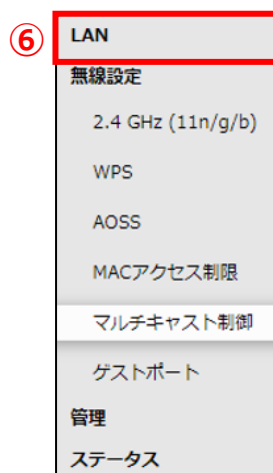 ⑥ LAN
無線設定
2.4 GHz (11n/g/b)
WPS
AOSS
MACアクセス制限
マルチキャスト制御
ゲストポート
管理
ステータス